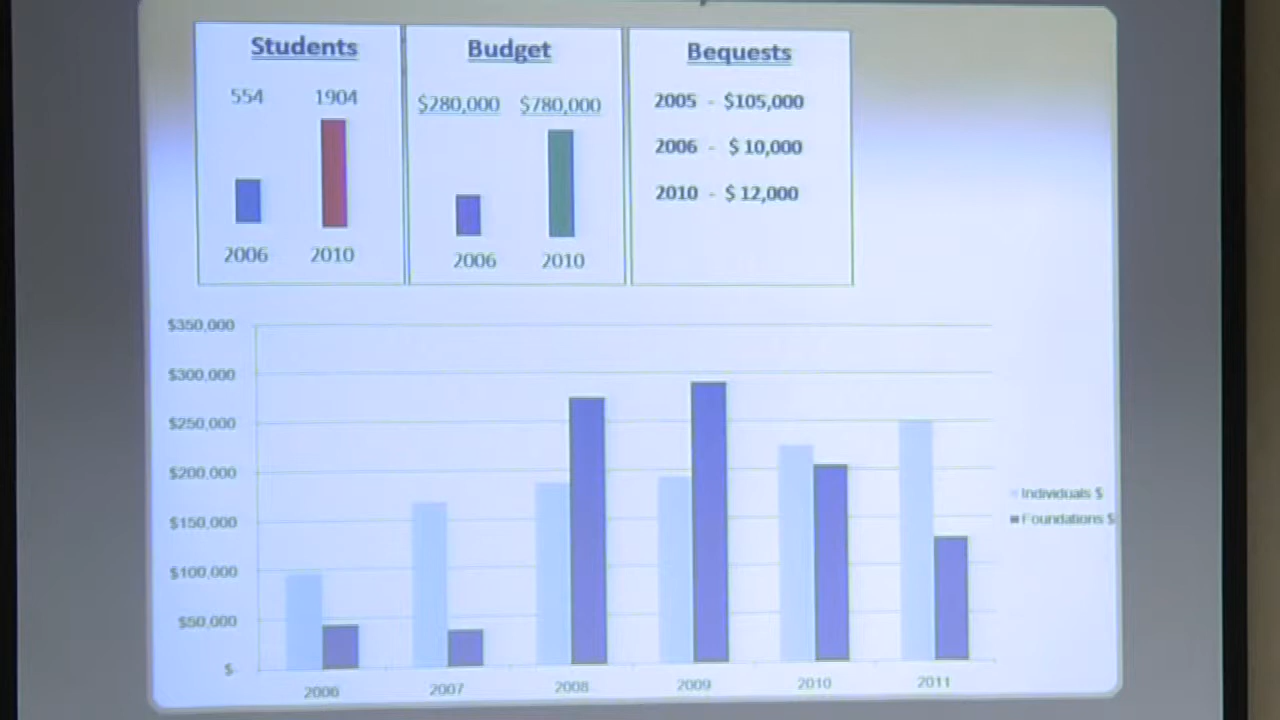 Students
554 1904
2006 2010
Budget
$280,000 $780,000
2006 2010
Bequests
2005 - $105,000
2006 - $ 10,000
2010 - $ 12,000
$350,000
$300,000
$250,000
$200,000
$150,000
$100,000
$50,000
$-
2006 2007 2008 2009 2010 2011
Individuals $
Foundations $